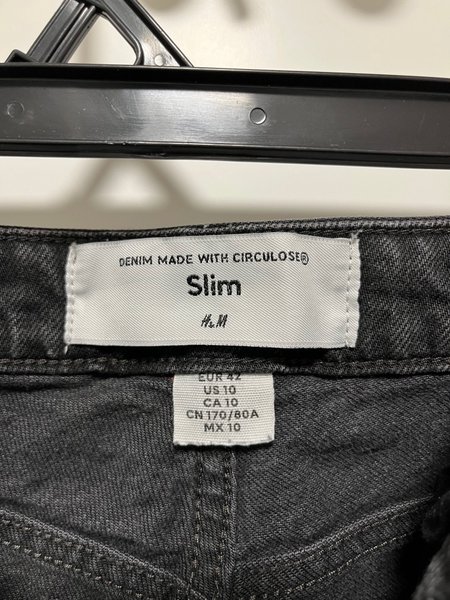 DENIM MADE WITH CIRCULOSE®
Slim
H&M
EUR 42
US 10
CA 10
CN 170/80A
MX 10